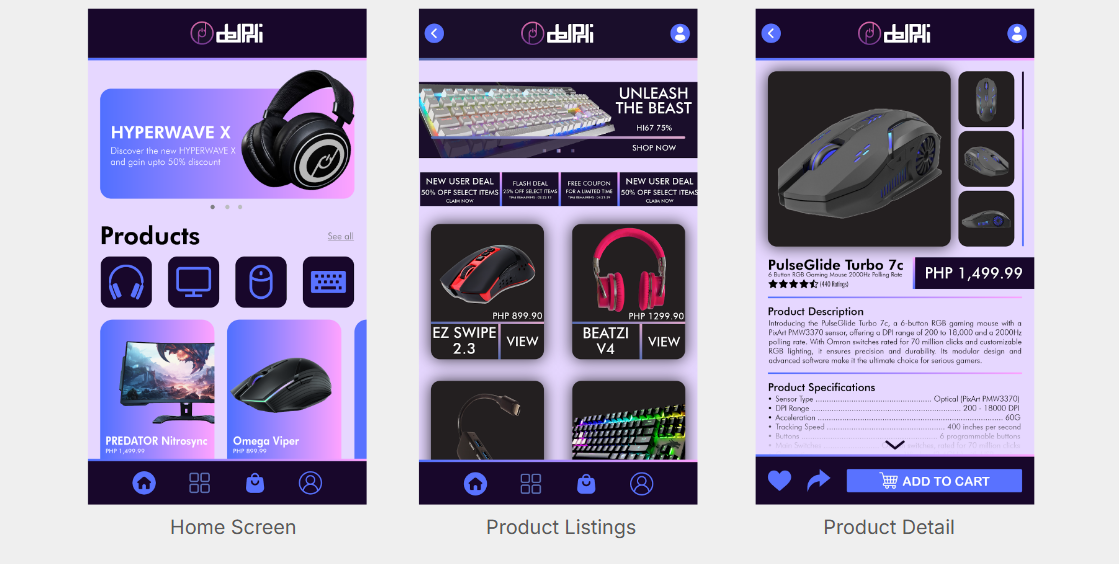 delphi
HYPERWAVE X
Discover the new HYPERWAVE X
and gain upto 50% discount
Products
See all
PREDATOR Nitrosync
PHP 1,499.99
Omega Viper
PHP 899.99
Home Screen
delphi
UNLEASH
THE BEAST
HI67 75%
SHOP NOW
NEW USER DEAL
50% OFF SELECT ITEMS
CLAIM NOW
FLASH DEAL
25% OFF SELECT ITEMS
FREE COUPON
FOR A LIMITED TIME
NEW USER DEAL
50% OFF SELECT ITEMS
CLAIM NOW
PHP 899.90
EZ SWIPE
2.3
VIEW
PHP 1299.90
BEATZI
V4
VIEW
Product Listings
delphi
PulseGlide Turbo 7c
6 Button RGB Gaming Mouse 2000Hz Polling Rate
(440 Ratings)
PHP 1,499.99
Product Description
Introducing the PulseGlide Turbo 7c, a 6-button RGB gaming mouse with a
PixArt PMW3370 sensor, offering a DPI range of 200 to 18,000 and a 2000Hz
polling rate. With Omron switches rated for 70 million clicks and customizable
RGB lighting, it ensures precision and durability. Its modular design and
advanced software make it the ultimate choice for serious gamers.
Product Specifications
• Sensor Type ........ Optical (PixArt PMW3370)
• DPI Range ........ 200 - 18000 DPI
• Acceleration ........ 60G
• Tracking Speed ........ 400 inches per second
• Buttons ........ 6 programmable buttons
switches, rated for 70 million clicks
ADD TO CART
Product Detail